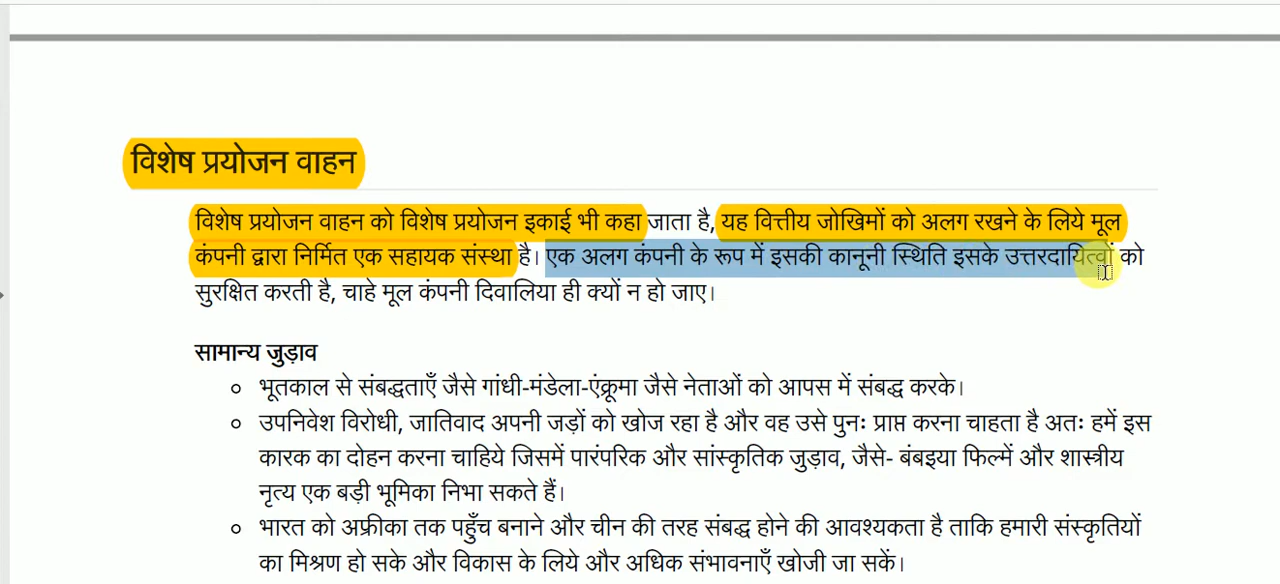 विशेष प्रयोजन वाहन
विशेष प्रयोजन वाहन को विशेष प्रयोजन इकाई भी कहा जाता है, यह वित्तीय जोखिमों को अलग रखने के लिये मूल
कंपनी द्वारा निर्मित एक सहायक संस्था है। एक अलग कंपनी के रूप में इसकी कानूनी स्थिति इसके उत्तरदायित्वों को
सुरक्षित करती है, चाहे मूल कंपनी दिवालिया ही क्यों न हो जाए।
सामान्य जुड़ाव
○ भूतकाल से संबद्धताएँ जैसे गांधी-मंडेला-एंक्रूमा जैसे नेताओं को आपस में संबद्ध करके।
○ उपनिवेश विरोधी, जातिवाद अपनी जड़ों को खोज रहा है और वह उसे पुनः प्राप्त करना चाहता है अतः हमें इस
कारक का दोहन करना चाहिये जिसमें पारंपरिक और सांस्कृतिक जुड़ाव, जैसे- बंबइया फिल्में और शास्त्रीय
नृत्य एक बड़ी भूमिका निभा सकते हैं।
○ भारत को अफ्रीका तक पहुँच बनाने और चीन की तरह संबद्ध होने की आवश्यकता है ताकि हमारी संस्कृतियों
का मिश्रण हो सके और विकास के लिये और अधिक संभावनाएँ खोजी जा सकें।